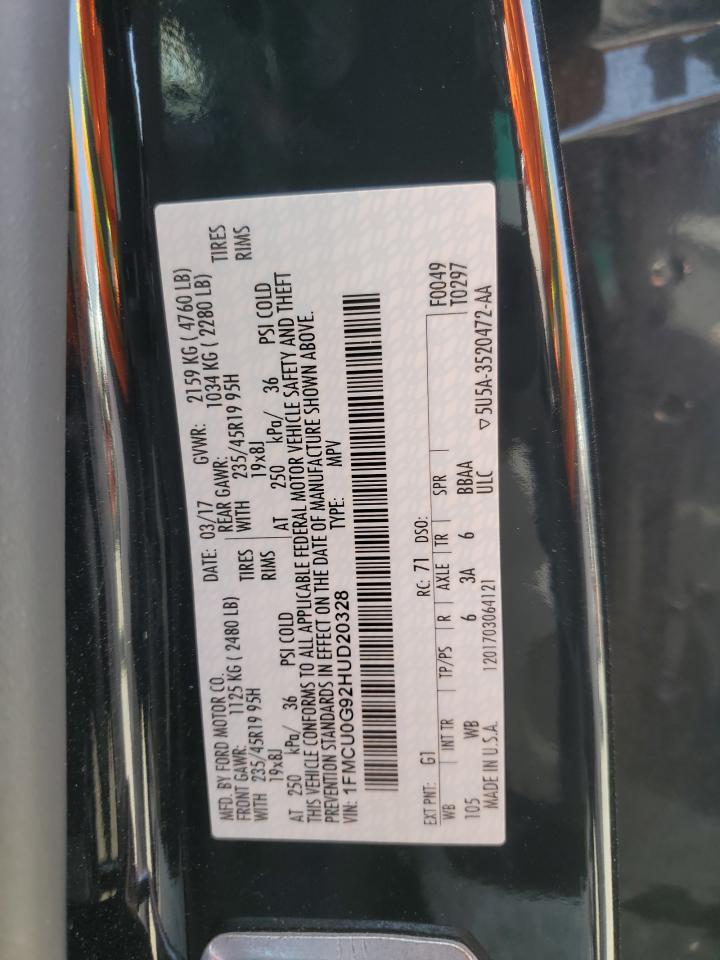 MFD. BY FORD MOTOR CO. DATE: 03/17 GVWR: 2159 KG ( 4760 LB)
FRONT GAWR: 1125 KG ( 2480 LB) REAR GAWR: 1034 KG ( 2280 LB)
WITH 235/45R19 95H TIRES WITH 235/45R19 95H TIRES
19x8J RIMS 19x8J RIMS
AT 250 kPa/ 36 PSI COLD AT 250 kPa/ 36 PSI COLD
THIS VEHICLE CONFORMS TO ALL APPLICABLE FEDERAL MOTOR VEHICLE SAFETY AND THEFT
PREVENTION STANDARDS IN EFFECT ON THE DATE OF MANUFACTURE SHOWN ABOVE.
VIN: 1FMCU0G92HUD20328 TYPE: MPV
EXT PNT: G1 RC: 71 DSO: F0049
WB INT TR TP/PS R AXLE TR SPR T0297
105 WB 6 3A 6 BBAA
MADE IN U.S.A. 1201703064121 ULC ▽5U5A-3520472-AA